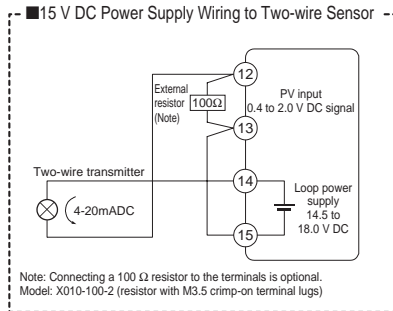 ■15 V DC Power Supply Wiring to Two-wire Sensor
12
External
resistor
(Note)
100Ω
PV input
0.4 to 2.0 V DC signal
13
Two-wire transmitter
14
4-20mADC
Loop power
supply
14.5 to
18.0 V DC
15
Note: Connecting a 100 Ω resistor to the terminals is optional.
Model: X010-100-2 (resistor with M3.5 crimp-on terminal lugs)